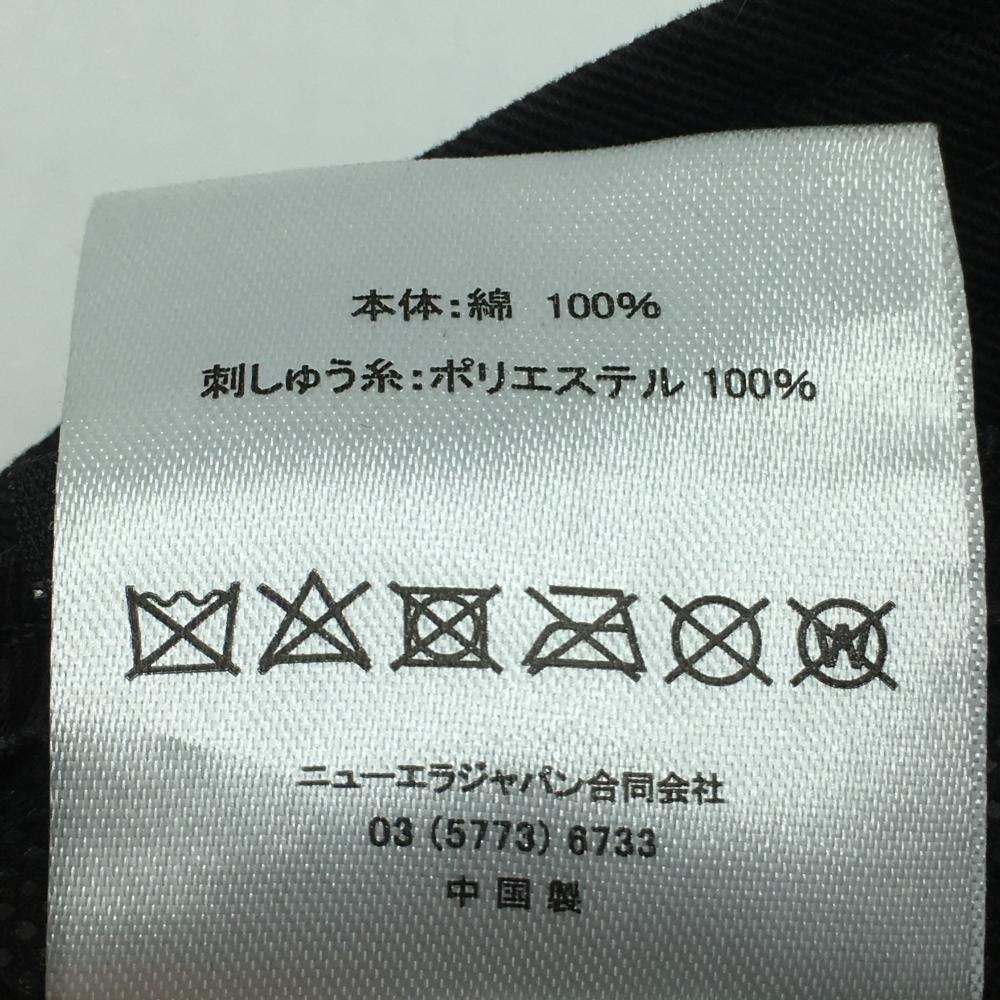 本体:綿 100%
刺しゅう糸:ポリエステル 100%
W
ニューエラジャパン合同会社
03 (5773) 6733
中国製